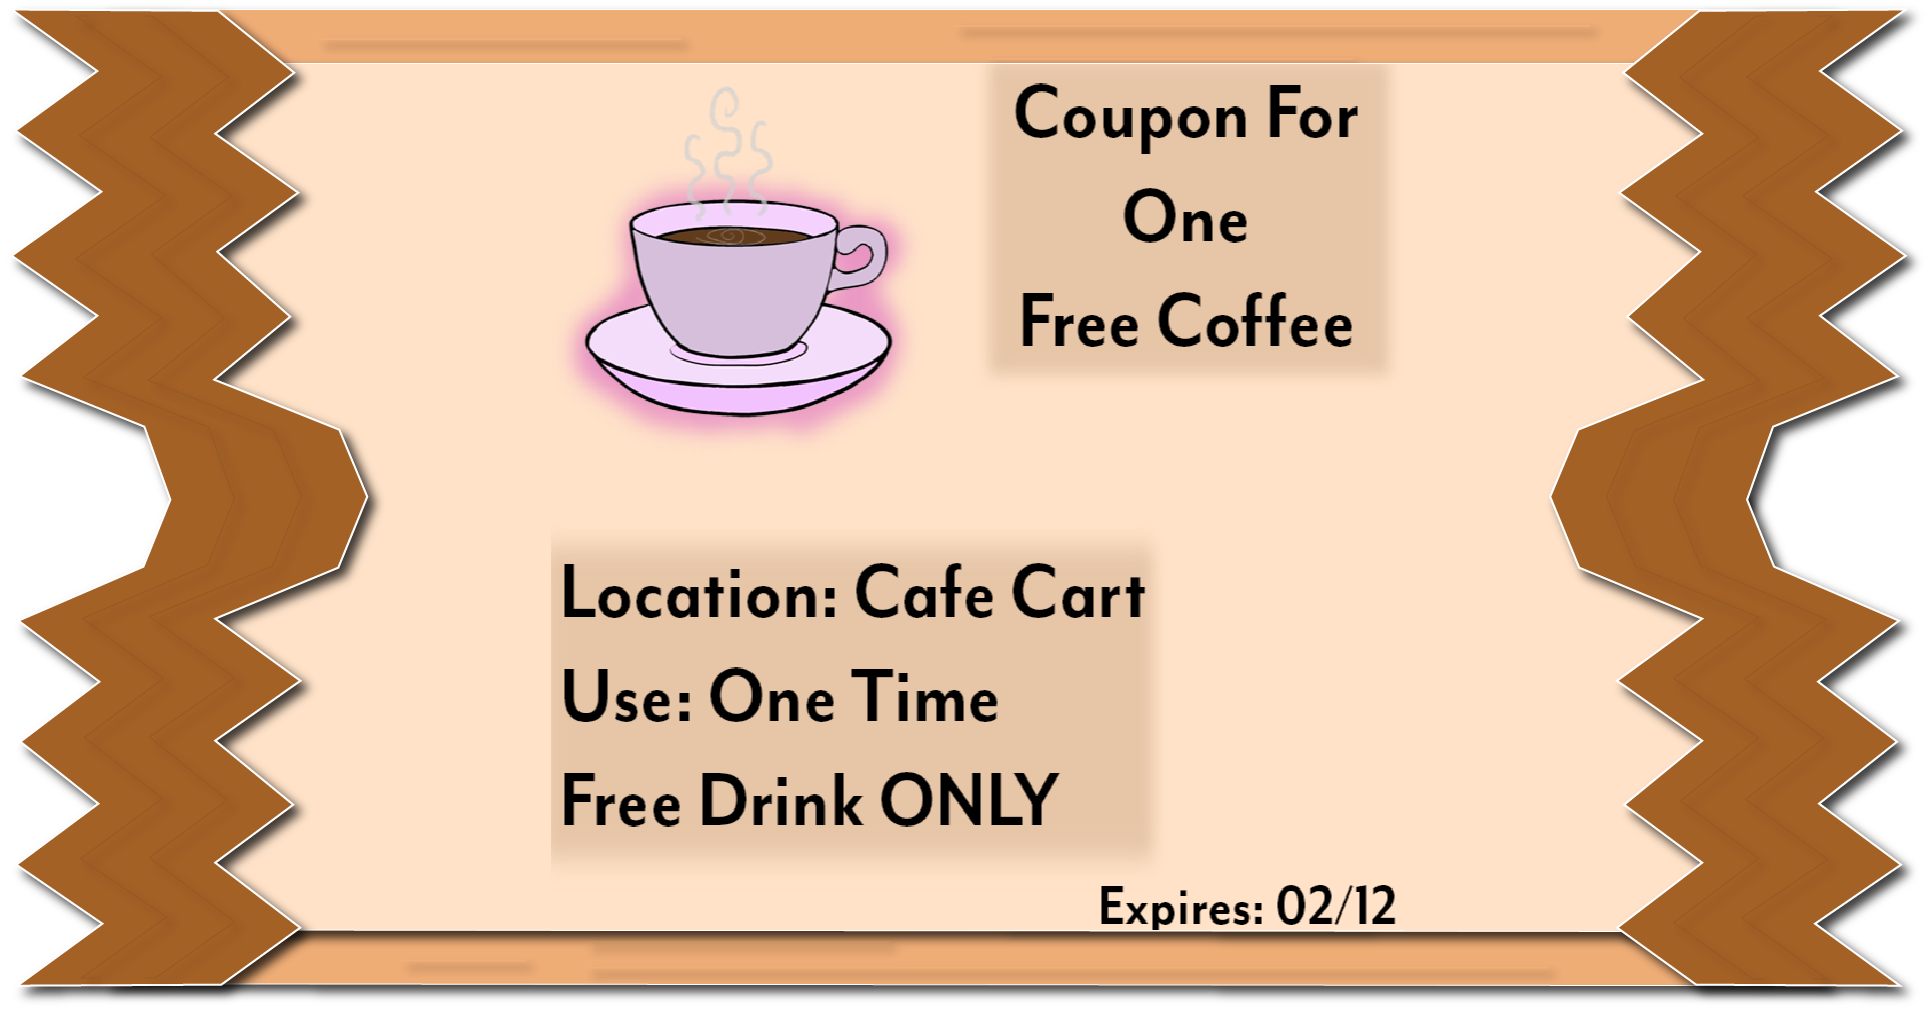 Coupon For
One
Free Coffee
Location: Cafe Cart
Use: One Time
Free Drink ONLY
Expires: 02/12